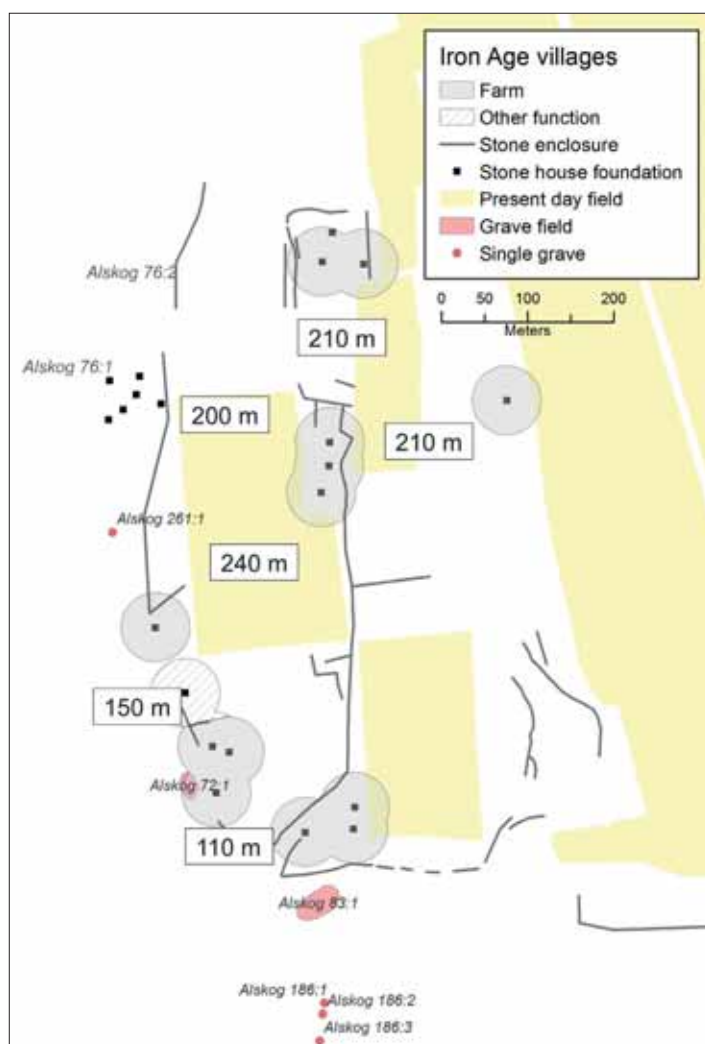 Iron Age villages
Farm
Other function
Stone enclosure
Stone house foundation
Present day field
Grave field
Single grave
0 50 100 200
Meters
Alskog 76:2
210 m
Alskog 76:1
200 m
210 m
Alskog 261:1
240 m
150 m
Alskog 72:1
110 m
Alskog 83:1
Alskog 186:1
Alskog 186:2
Alskog 186:3